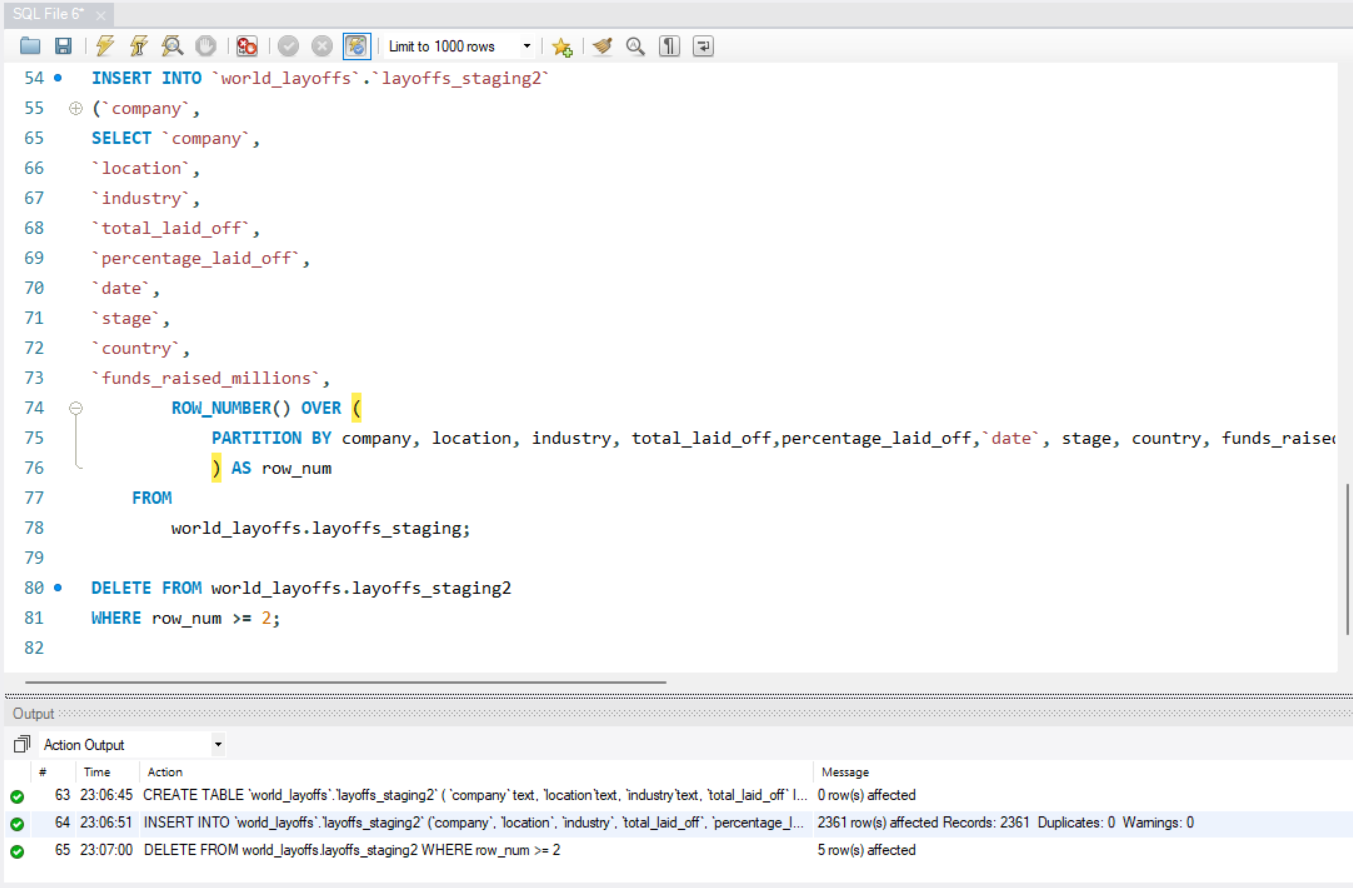 SQL File 6*
Limit to 1000 rows
54 INSERT INTO `world_layoffs`.`layoffs_staging2`
55 (`company`,
65 SELECT `company`,
66 `location`,
67 `industry`,
68 `total_laid_off`,
69 `percentage_laid_off`,
70 `date`,
71 `stage`,
72 `country`,
73 `funds_raised_millions`,
74 ROW_NUMBER() OVER (
75 PARTITION BY company, location, industry, total_laid_off,percentage_laid_off,`date`, stage, country, funds_raised
76 ) AS row_num
77 FROM
78 world_layoffs.layoffs_staging;
79
80 DELETE FROM world_layoffs.layoffs_staging2
81 WHERE row_num >= 2;
82
Output
Action Output
# Time Action Message
63 23:06:45 CREATE TABLE `world_layoffs`.`layoffs_staging2` ( `company` text, `location`text, `industry`text, `total_laid_off` I... 0 row(s) affected
64 23:06:51 INSERT INTO `world_layoffs`.`layoffs_staging2` (`company`, `location`, `industry`, `total_laid_off`, `percentage_l... 2361 row(s) affected Records: 2361 Duplicates: 0 Warnings: 0
65 23:07:00 DELETE FROM world_layoffs.layoffs_staging2 WHERE row_num >= 2 5 row(s) affected